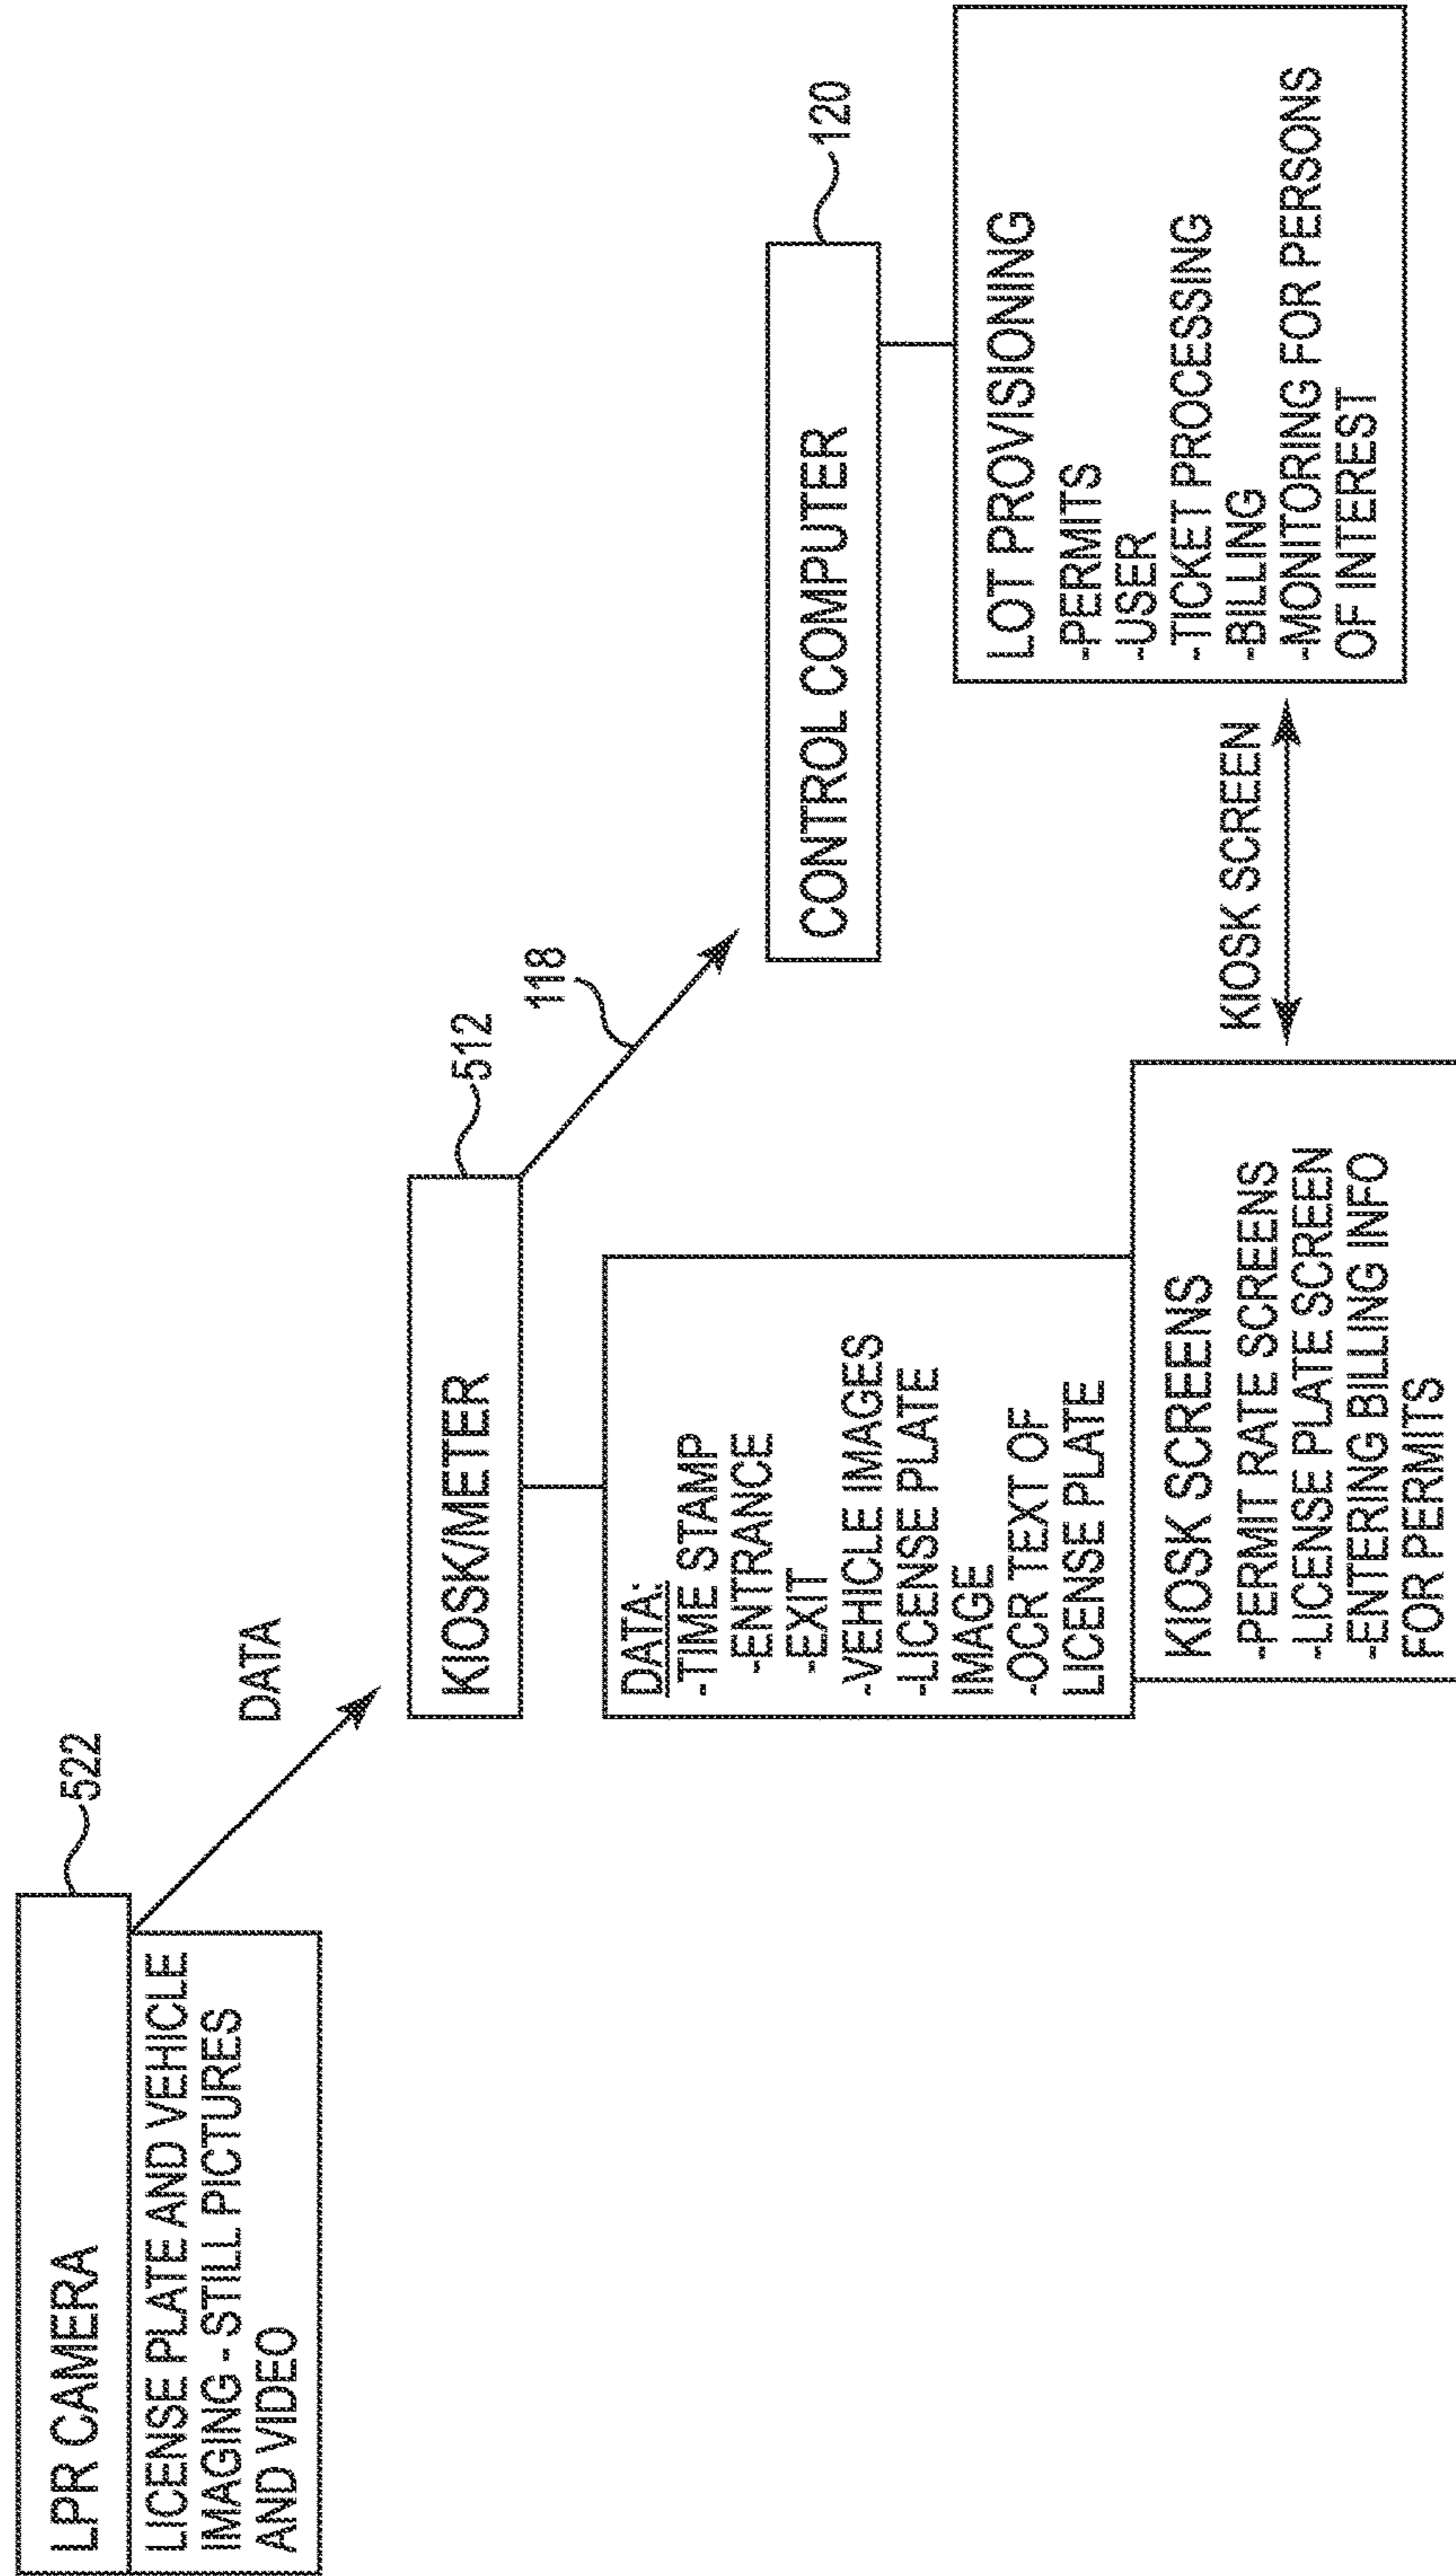 LPR CAMERA
522
LICENSE PLATE AND VEHICLE
IMAGING - STILL PICTURES
AND VIDEO
DATA
KIOSK/METER
512
118
DATA:
-TIME STAMP
-ENTRANCE
-EXIT
-VEHICLE IMAGES
-LICENSE PLATE
IMAGE
-OCR TEXT OF
LICENSE PLATE
KIOSK SCREENS
-PERMIT RATE SCREENS
-LICENSE PLATE SCREEN
-ENTERING BILLING INFO
FOR PERMITS
KIOSK SCREEN
CONTROL COMPUTER
120
LOT PROVISIONING
-PERMITS
-USER
-TICKET PROCESSING
-BILLING
-MONITORING FOR PERSONS
OF INTEREST